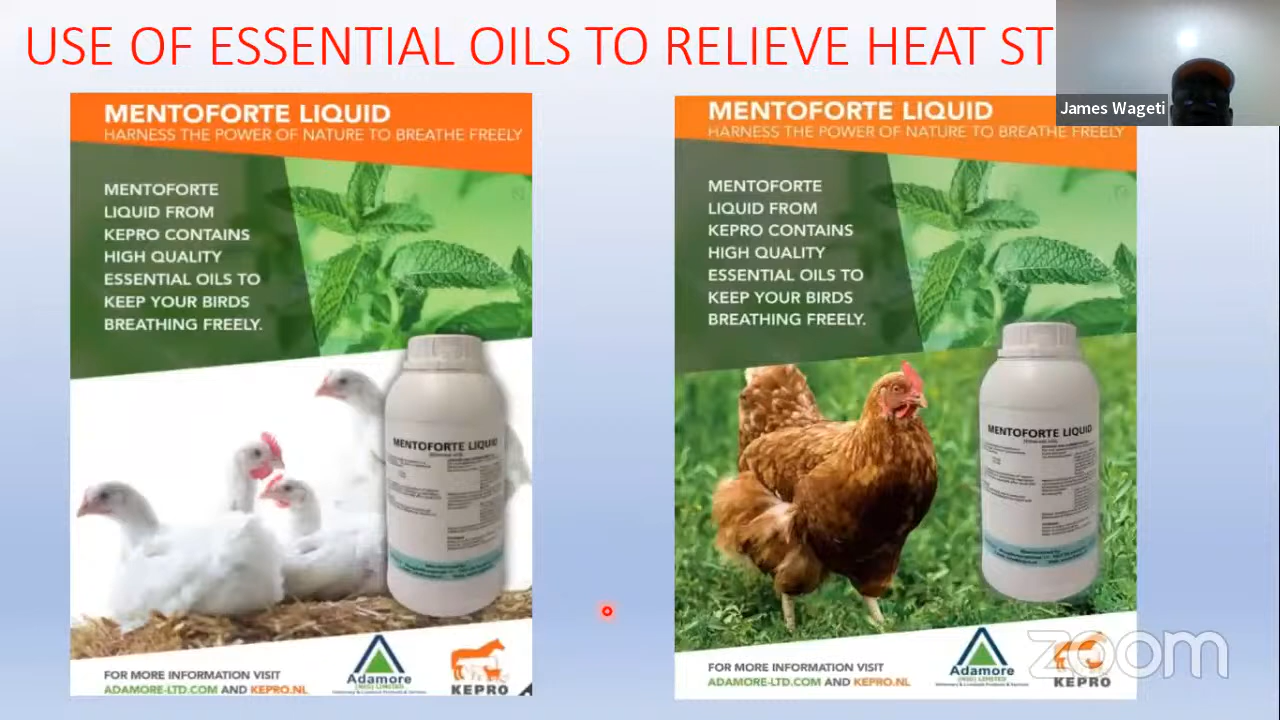 USE OF ESSENTIAL OILS TO RELIEVE HEAT ST
James Wageti
MENTOFORTE LIQUID
HARNESS THE POWER OF NATURE TO BREATHE FREELY
MENTOFORTE
LIQUID FROM
KEPRO CONTAINS
HIGH QUALITY
ESSENTIAL OILS TO
KEEP YOUR BIRDS
BREATHING FREELY.
MENTOFORTE LIQUID
FOR MORE INFORMATION VISIT
ADAMORE-LTD.COM AND KEPRO.NL
Adamore
(NIG) LIMITED
KEPRO
MENTOFORTE LIQUID
HARNESS THE POWER OF NATURE TO BREATHE FREELY
MENTOFORTE
LIQUID FROM
KEPRO CONTAINS
HIGH QUALITY
ESSENTIAL OILS TO
KEEP YOUR BIRDS
BREATHING FREELY.
MENTOFORTE LIQUID
FOR MORE INFORMATION VISIT
ADAMORE-LTD.COM AND KEPRO.NL
Adamore
(NIG) LIMITED
KEPRO
zoom